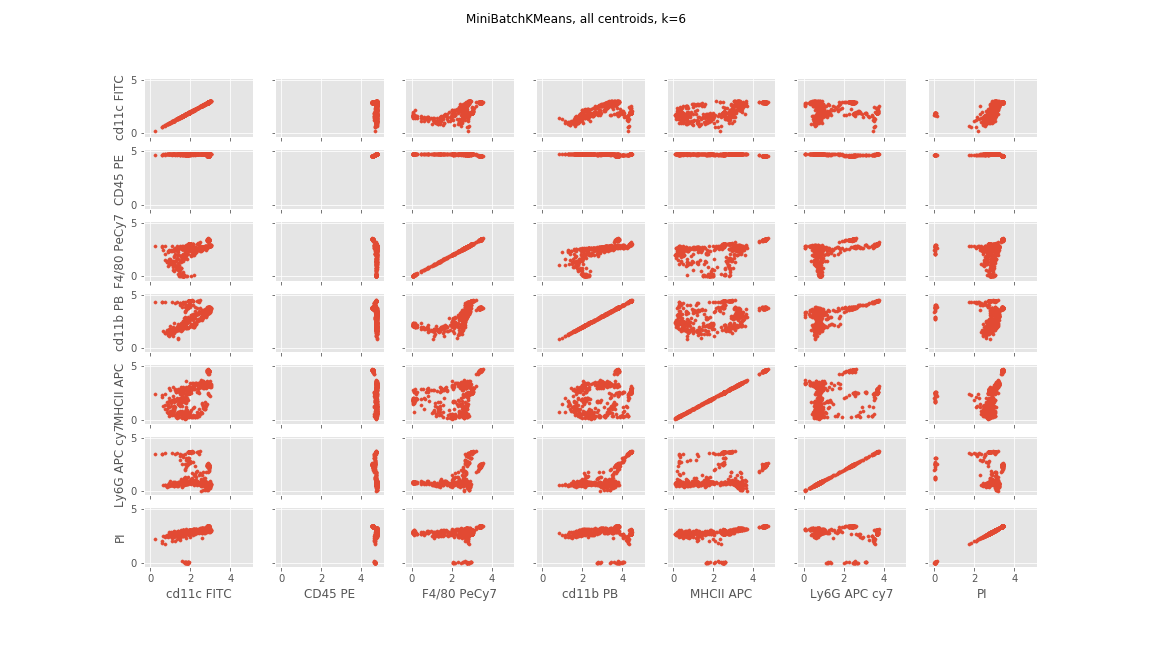 MiniBatchKMeans, all centroids, k=6
cd11c FITC
5
0
CD45 PE
5
0
F4/80 PeCy7
5
0
cd11b PB
5
0
MHCII APC
5
0
Ly6G APC cy7
5
0
PI
5
0
0 2 4 0 2 4 0 2 4 0 2 4 0 2 4 0 2 4 0 2 4
cd11c FITC CD45 PE F4/80 PeCy7 cd11b PB MHCII APC Ly6G APC cy7 PI